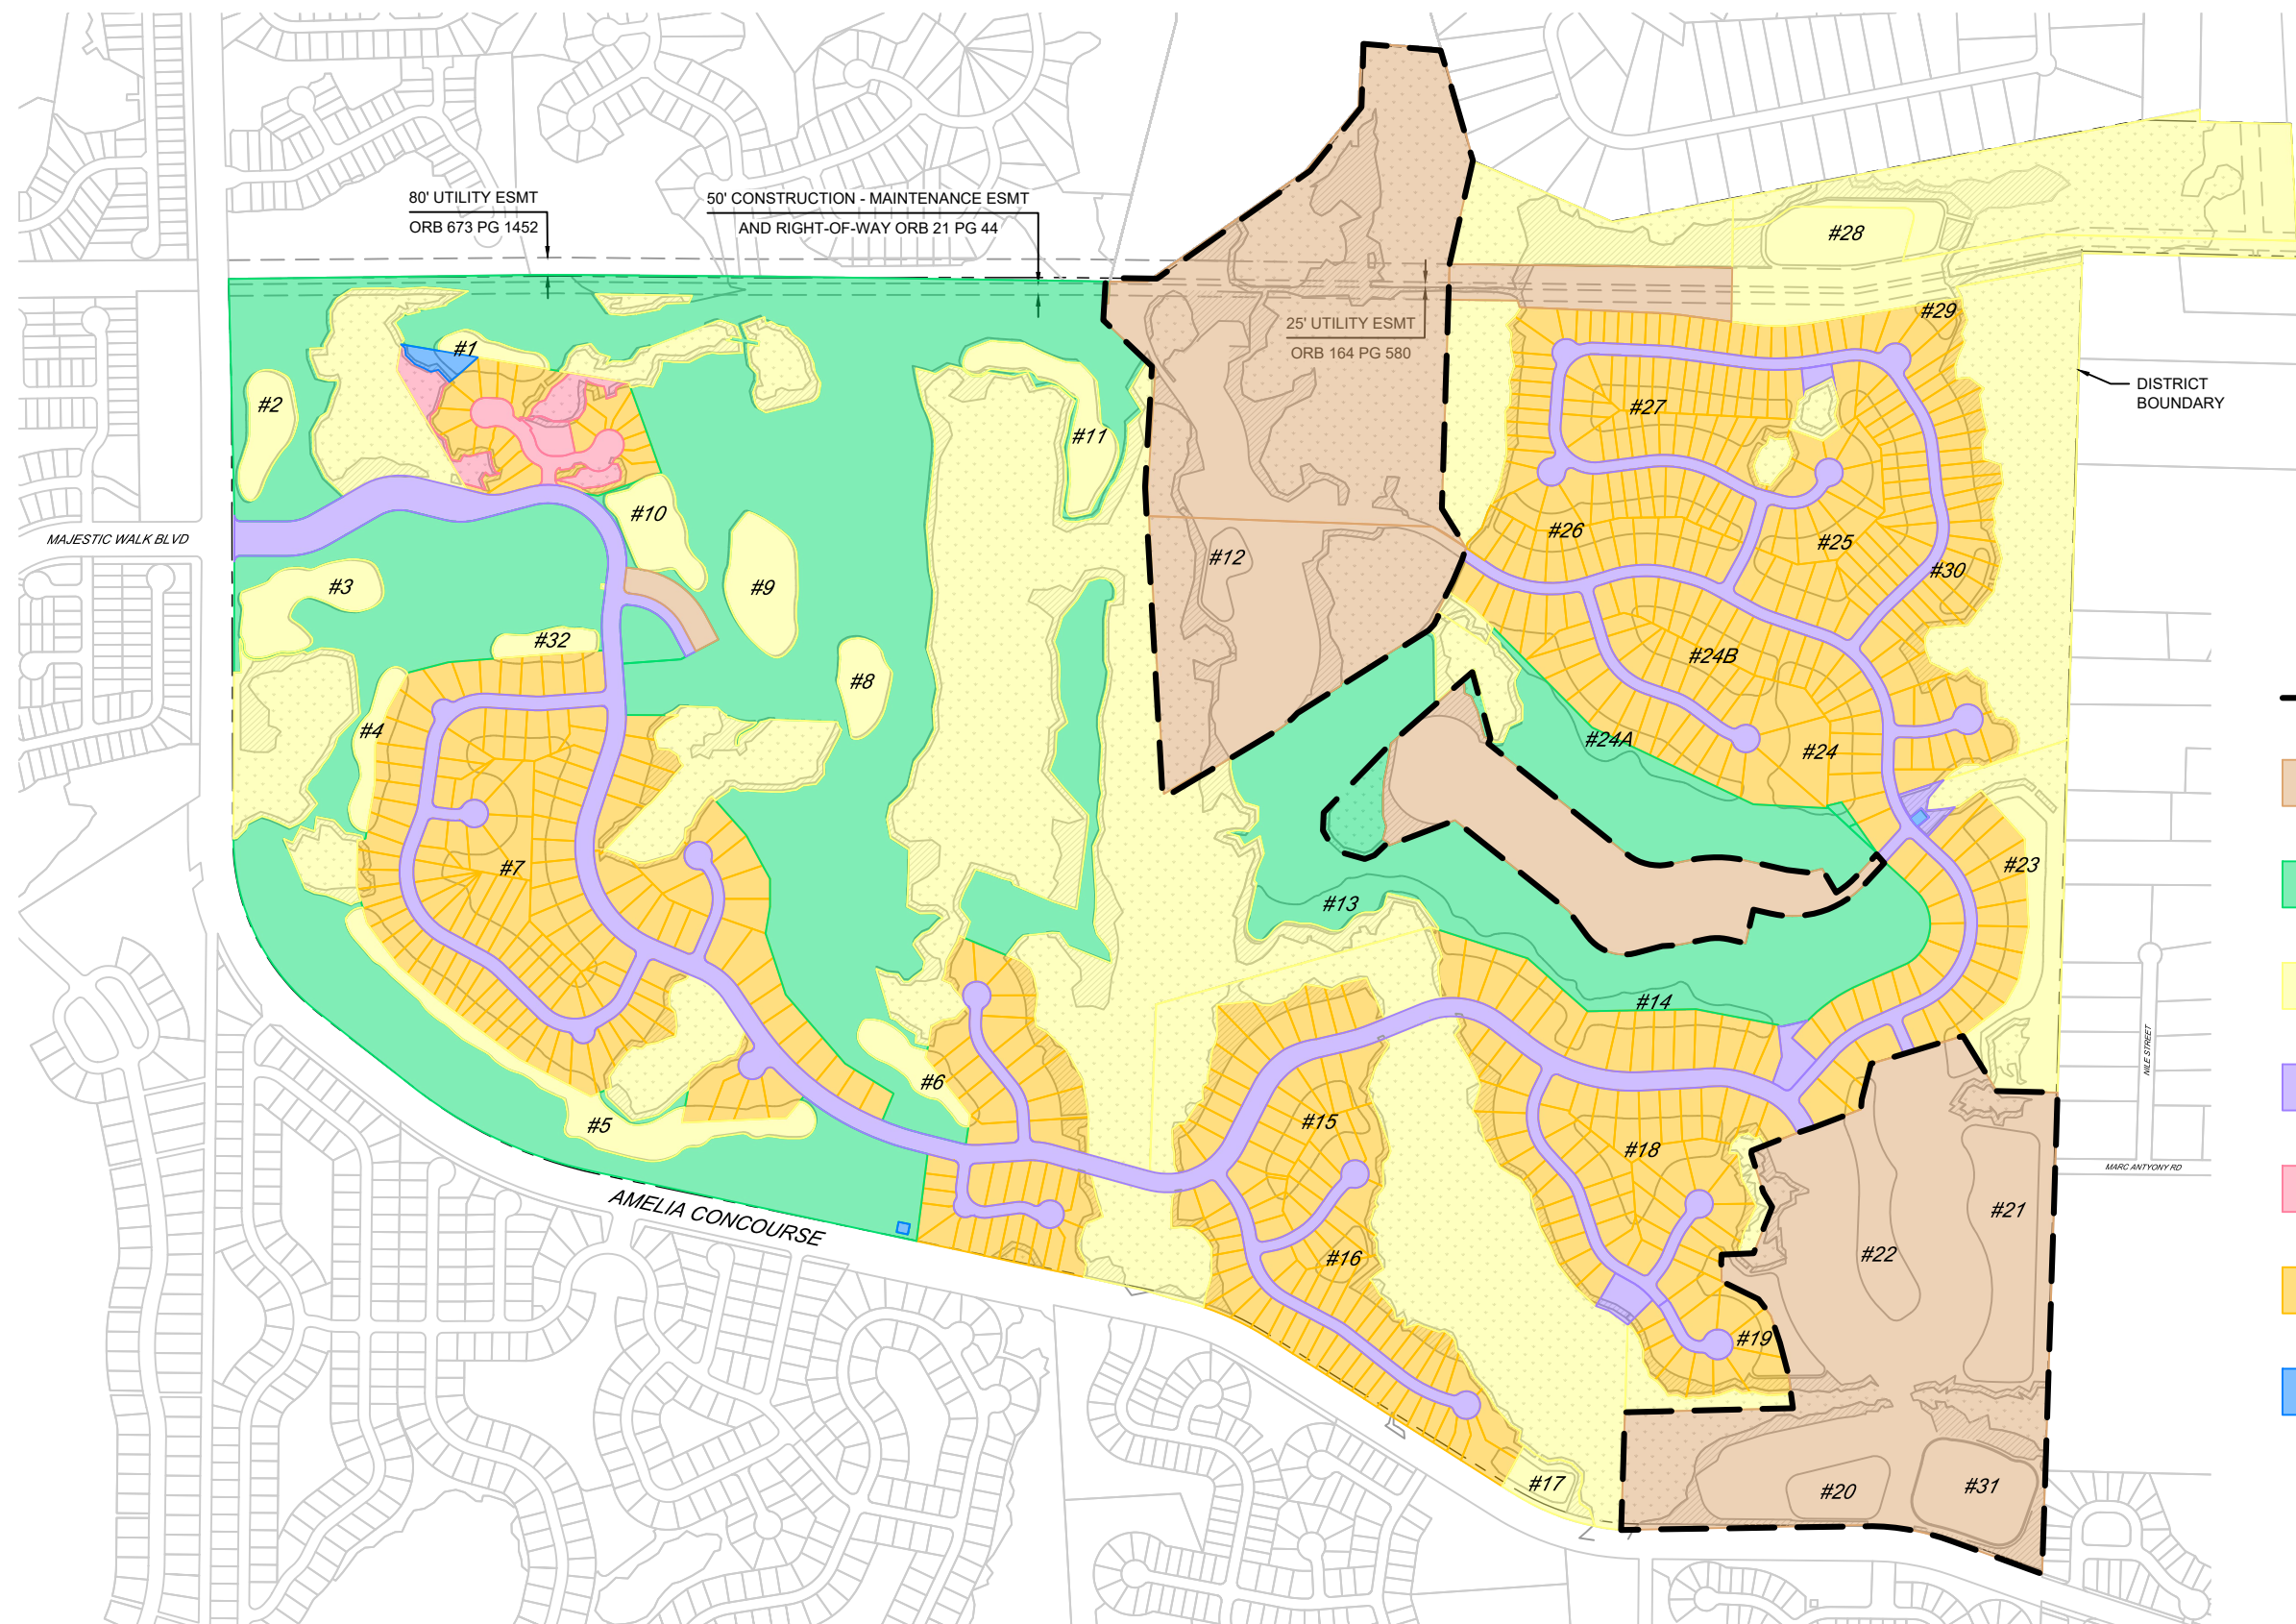 80' UTILITY ESMT
ORB 673 PG 1452
50' CONSTRUCTION - MAINTENANCE ESMT
AND RIGHT-OF-WAY ORB 21 PG 44
25' UTILITY ESMT
ORB 164 PG 580
DISTRICT
BOUNDARY
MAJESTIC WALK BLVD
AMELIA CONCOURSE
NILE STREET
MARC ANTYONY RD
#1
#2
#3
#4
#5
#6
#7
#8
#9
#10
#11
#12
#13
#14
#15
#16
#17
#18
#19
#20
#21
#22
#23
#24
#24A
#24B
#25
#26
#27
#28
#29
#30
#31
#32